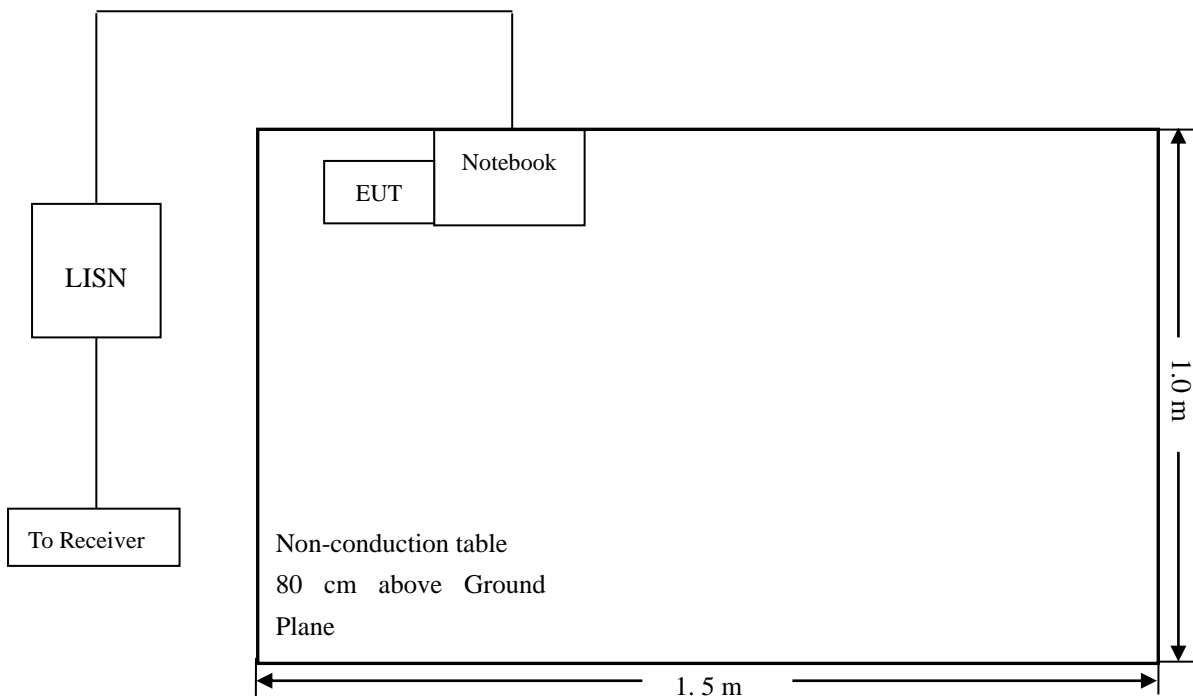 Notebook
EUT
LISN
1.0 m
To Receiver
Non-conduction table
80 cm above Ground
Plane
1. 5 m